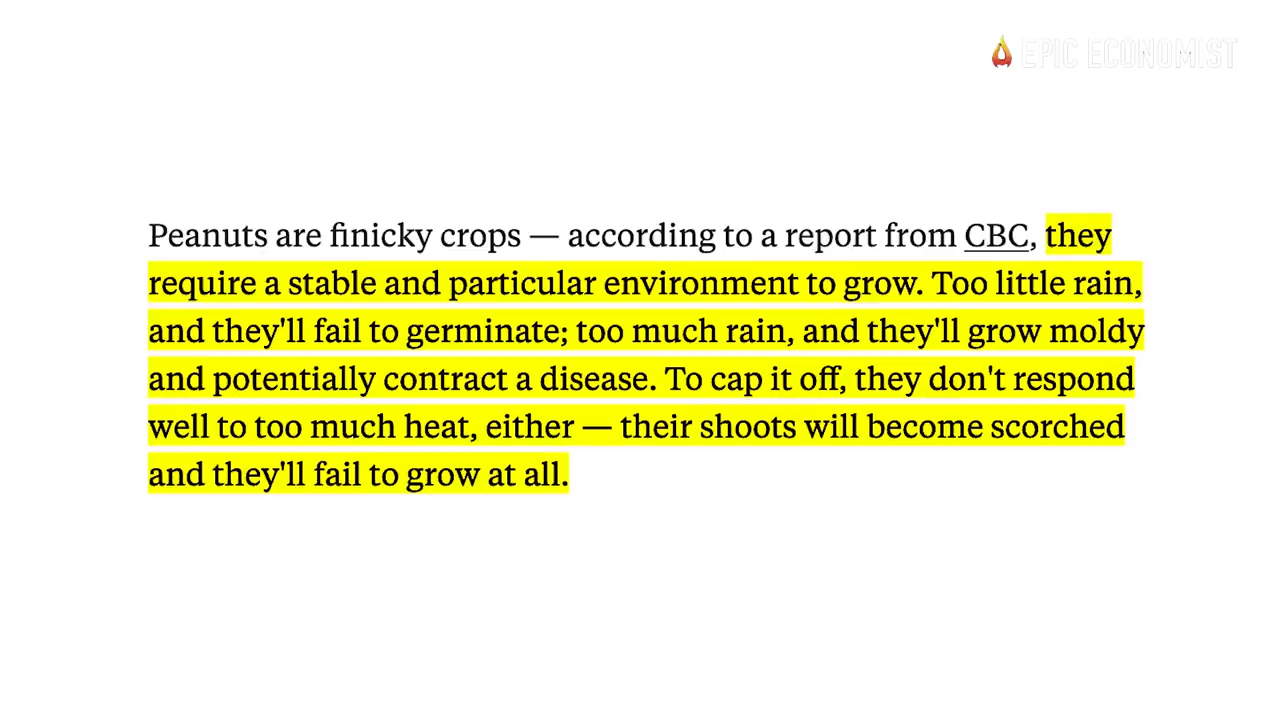 EPIC ECONOMIST
Peanuts are finicky crops — according to a report from CBC, they
require a stable and particular environment to grow. Too little rain,
and they'll fail to germinate; too much rain, and they'll grow moldy
and potentially contract a disease. To cap it off, they don't respond
well to too much heat, either — their shoots will become scorched
and they'll fail to grow at all.